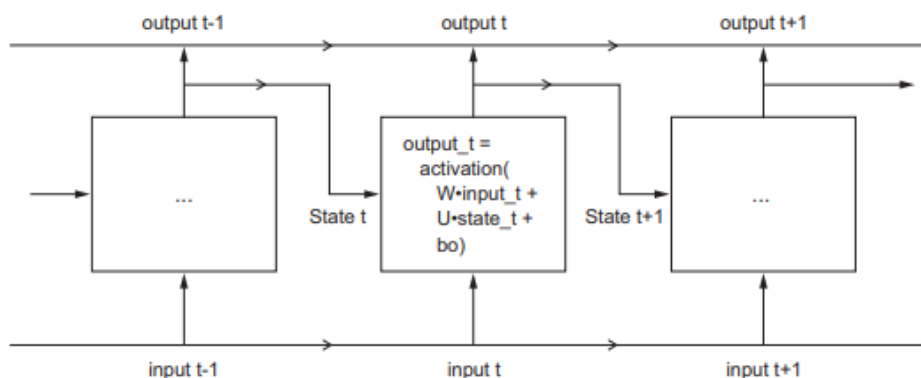 output t-1
output t
output t+1
...
output_t =
activation(
W•input_t +
U•state_t +
bo)
...
State t
State t+1
input t-1
input t
input t+1